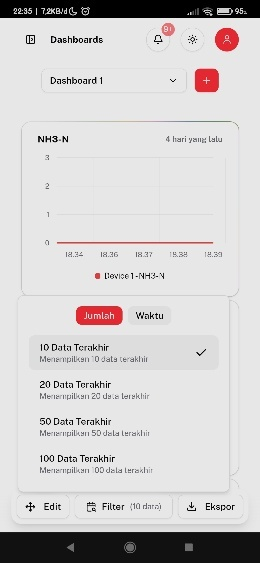 22:35 | 7,2KB/d
95
Dashboards
9+
Dashboard 1
NH3-N
4 hari yang lalu
3
2
1
0
18.34 18.36 18.37 18.38 18.39
Device 1 - NH3-N
Jumlah Waktu
10 Data Terakhir
Menampilkan 10 data terakhir
20 Data Terakhir
Menampilkan 20 data terakhir
50 Data Terakhir
Menampilkan 50 data terakhir
100 Data Terakhir
Menampilkan 100 data terakhir
Edit Filter (10 data) Ekspor